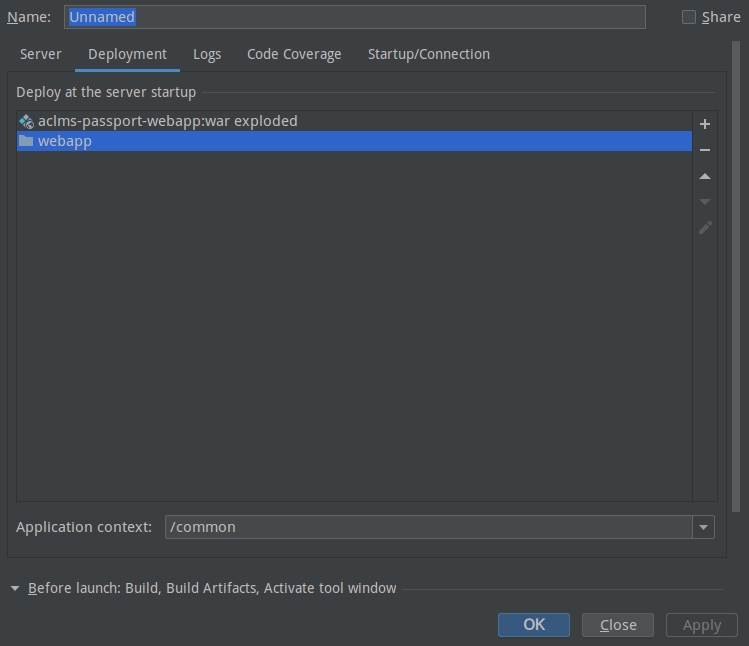 Name: Unnamed Share
Server Deployment Logs Code Coverage Startup/Connection
Deploy at the server startup
aclms-passport-webapp:war exploded
webapp
Application context: /common
Before launch: Build, Build Artifacts, Activate tool window
OK Close Apply